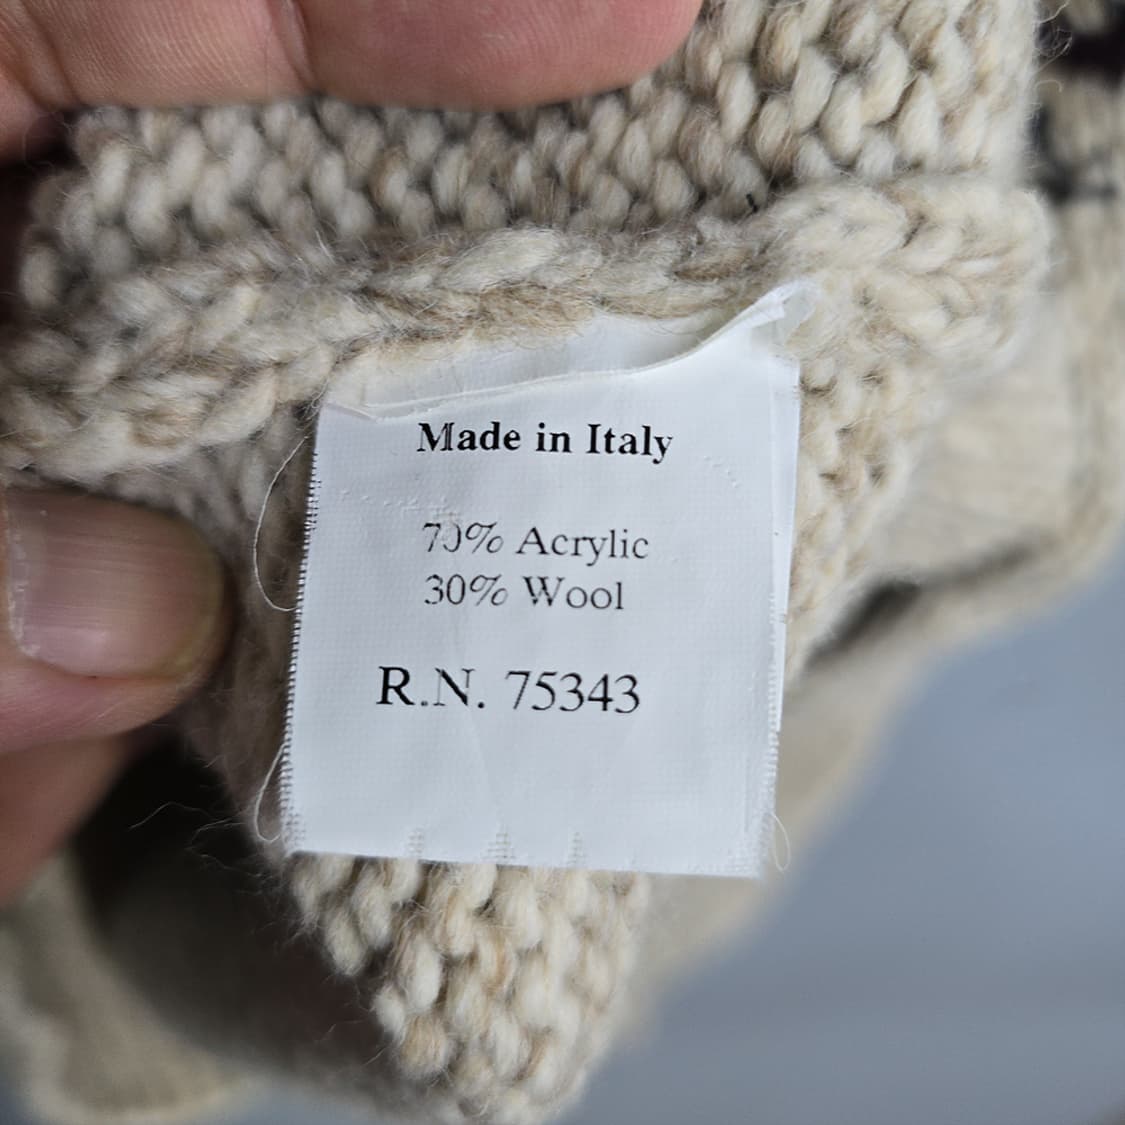 Made in Italy
70% Acrylic
30% Wool
R.N. 75343